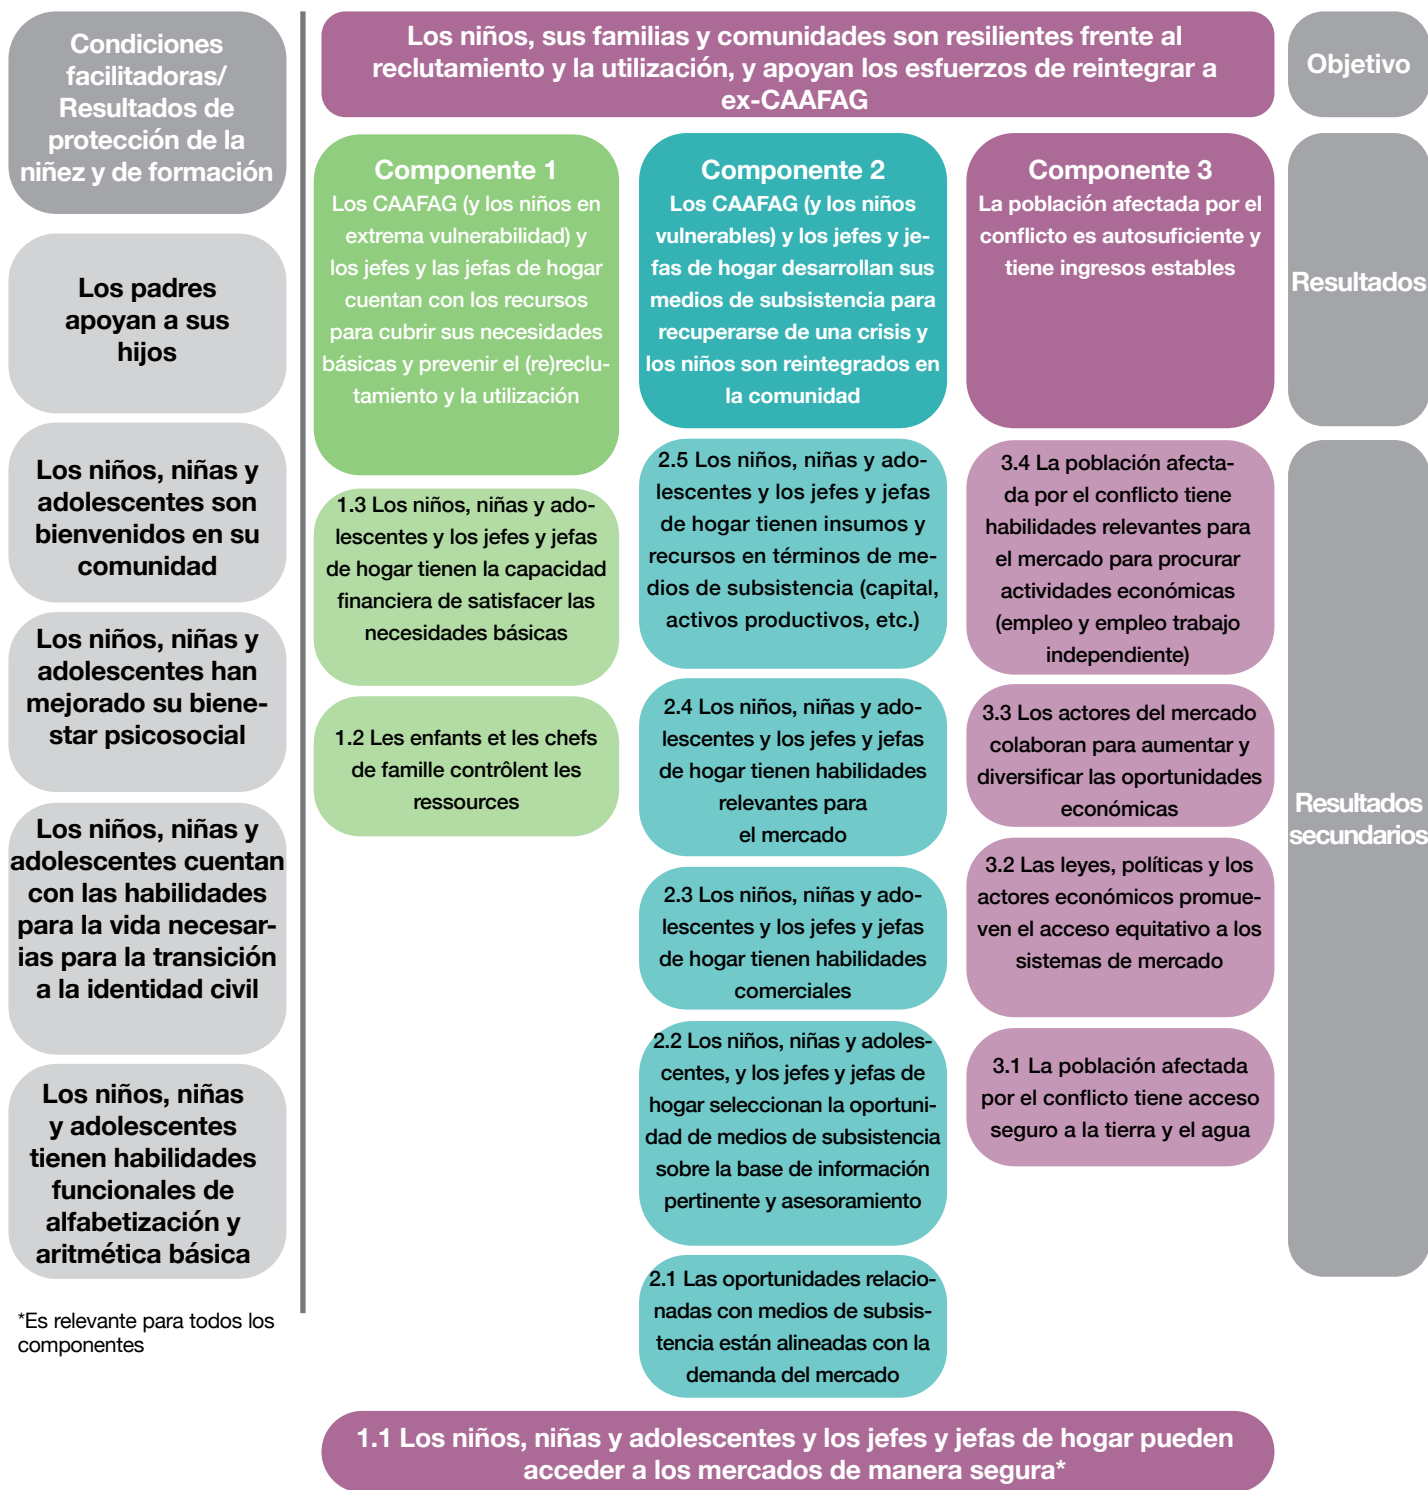 Condiciones
facilitadoras/
Resultados de
protección de la
niñez y de formación
Los padres
apoyan a sus
hijos
Los niños, niñas y
adolescentes son
bienvenidos en su
comunidad
Los niños, niñas y
adolescentes han
mejorado su biene-
star psicosocial
Los niños, niñas y
adolescentes cuentan
con las habilidades
para la vida necesar-
ias para la transición
a la identidad civil
Los niños, niñas
y adolescentes
tienen habilidades
funcionales de
alfabetización y
aritmética básica
*Es relevante para todos los
componentes
Los niños, sus familias y comunidades son resilientes frente al
reclutamiento y la utilización, y apoyan los esfuerzos de reintegrar a
ex-CAAFAG
Componente 1
Los CAAFAG (y los niños en
extrema vulnerabilidad) y
los jefes y las jefas de hogar
cuentan con los recursos
para cubrir sus necesidades
básicas y prevenir el (re)reclu-
tamiento y la utilización
1.3 Los niños, niñas y ado-
lescentes y los jefes y jefas
de hogar tienen la capacidad
financiera de satisfacer las
necesidades básicas
1.2 Les enfants et les chefs
de famille contrôlent les
ressources
Componente 2
Los CAAFAG (y los niños
vulnerables) y los jefes y je-
fas de hogar desarrollan sus
medios de subsistencia para
recuperarse de una crisis y
los niños son reintegrados en
la comunidad
2.5 Los niños, niñas y ado-
lescentes y los jefes y jefas
de hogar tienen insumos y
recursos en términos de me-
dios de subsistencia (capital,
activos productivos, etc.)
2.4 Los niños, niñas y ado-
lescentes y los jefes y jefas
de hogar tienen habilidades
relevantes para
el mercado
2.3 Los niños, niñas y ado-
lescentes y los jefes y jefas
de hogar tienen habilidades
comerciales
2.2 Los niños, niñas y adoles-
centes, y los jefes y jefas de
hogar seleccionan la oportuni-
dad de medios de subsistencia
sobre la base de información
pertinente y asesoramiento
2.1 Las oportunidades relacio-
nadas con medios de subsis-
tencia están alineadas con la
demanda del mercado
Componente 3
La población afectada por el
conflicto es autosuficiente y
tiene ingresos estables
3.4 La población afecta-
da por el conflicto tiene
habilidades relevantes para
el mercado para procurar
actividades económicas
(empleo y empleo trabajo
independiente)
3.3 Los actores del mercado
colaboran para aumentar y
diversificar las oportunidades
económicas
3.2 Las leyes, políticas y los
actores económicos promue-
ven el acceso equitativo a los
sistemas de mercado
3.1 La población afectada
por el conflicto tiene acceso
seguro a la tierra y el agua
1.1 Los niños, niñas y adolescentes y los jefes y jefas de hogar pueden
acceder a los mercados de manera segura*
Objetivo
Resultados
Resultados
secundarios